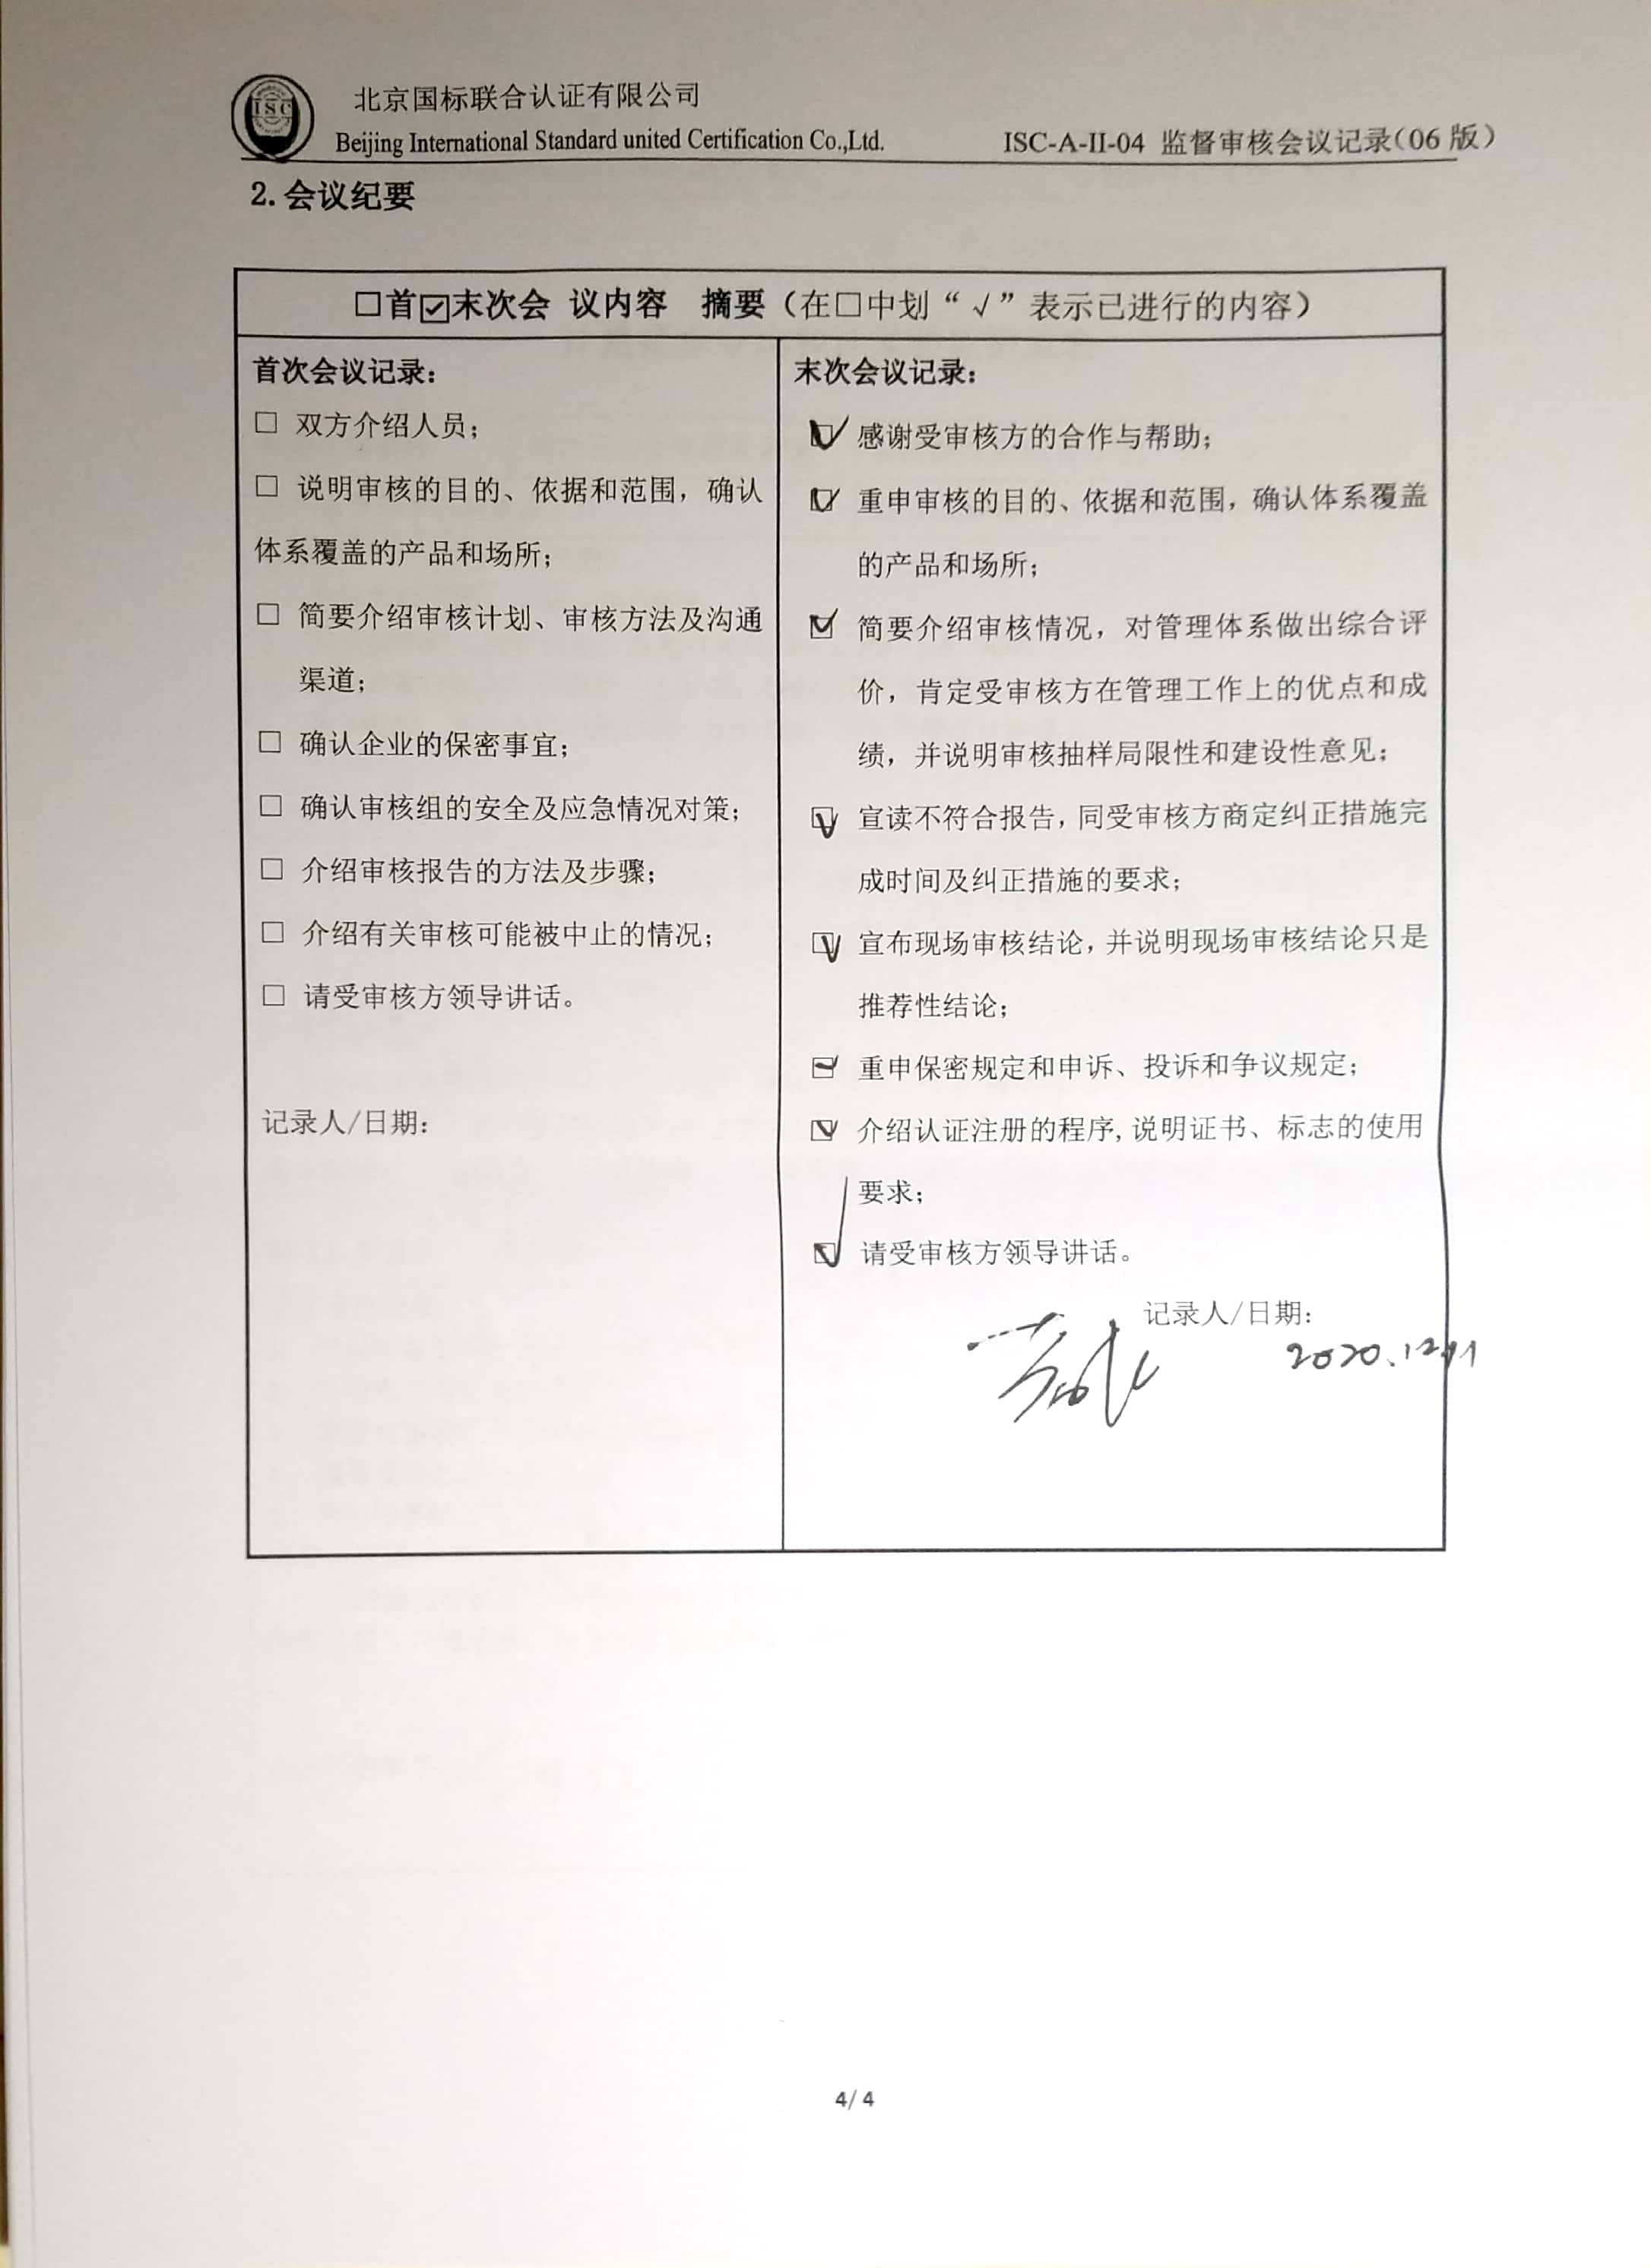 ISC
北京国标联合认证有限公司
Beijing International Standard united Certification Co.,Ltd.
ISC-A-II-04 监督审核会议记录(06 版)
2.会议纪要
□首☑末次会 议内容 摘要(在□中划“√”表示已进行的内容)
首次会议记录:
□ 双方介绍人员;
□ 说明审核的目的、依据和范围,确认
体系覆盖的产品和场所;
□ 简要介绍审核计划、审核方法及沟通
渠道;
□ 确认企业的保密事宜;
□ 确认审核组的安全及应急情况对策;
□ 介绍审核报告的方法及步骤;
□ 介绍有关审核可能被中止的情况;
□ 请受审核方领导讲话。
记录人/日期:
末次会议记录:
☑ 感谢受审核方的合作与帮助;
☑ 重申审核的目的、依据和范围,确认体系覆盖
的产品和场所;
☑ 简要介绍审核情况,对管理体系做出综合评
价,肯定受审核方在管理工作上的优点和成
绩,并说明审核抽样局限性和建设性意见;
☑ 宣读不符合报告,同受审核方商定纠正措施完
成时间及纠正措施的要求;
☑ 宣布现场审核结论,并说明现场审核结论只是
推荐性结论;
☑ 重申保密规定和申诉、投诉和争议规定;
☑ 介绍认证注册的程序,说明证书、标志的使用
要求;
☑ 请受审核方领导讲话。
记录人/日期:
2020.12.11
4/ 4